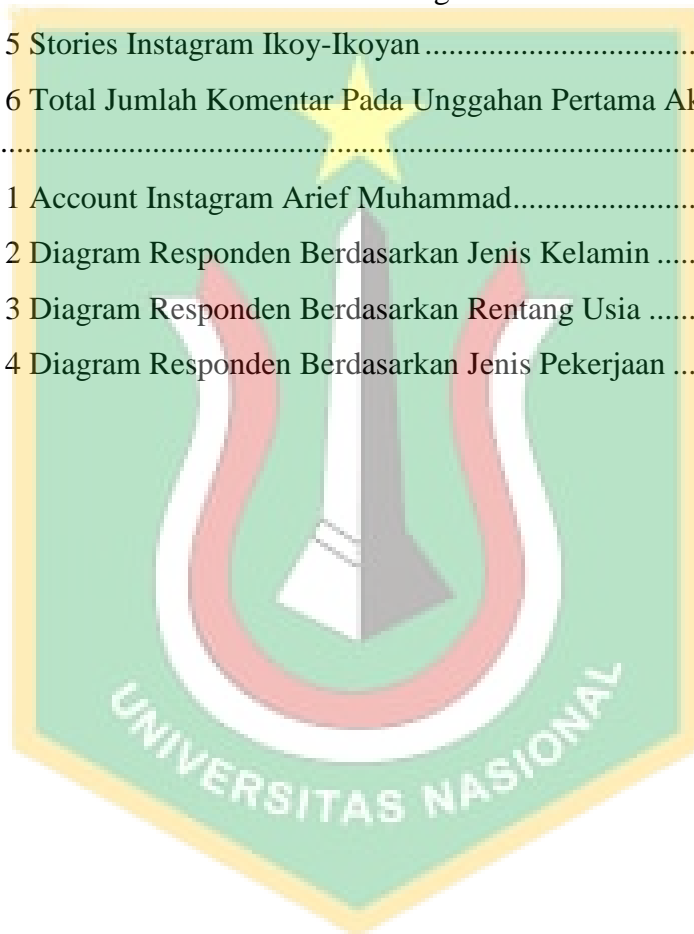 5 Stories Instagram Ikoy-Ikoyan.................................
6 Total Jumlah Komentar Pada Unggahan Pertama Ak
.................................................................................
1 Account Instagram Arief Muhammad.......................
2 Diagram Responden Berdasarkan Jenis Kelamin .....
3 Diagram Responden Berdasarkan Rentang Usia ......
4 Diagram Responden Berdasarkan Jenis Pekerjaan ...
UNIVERSITAS NASIONAL